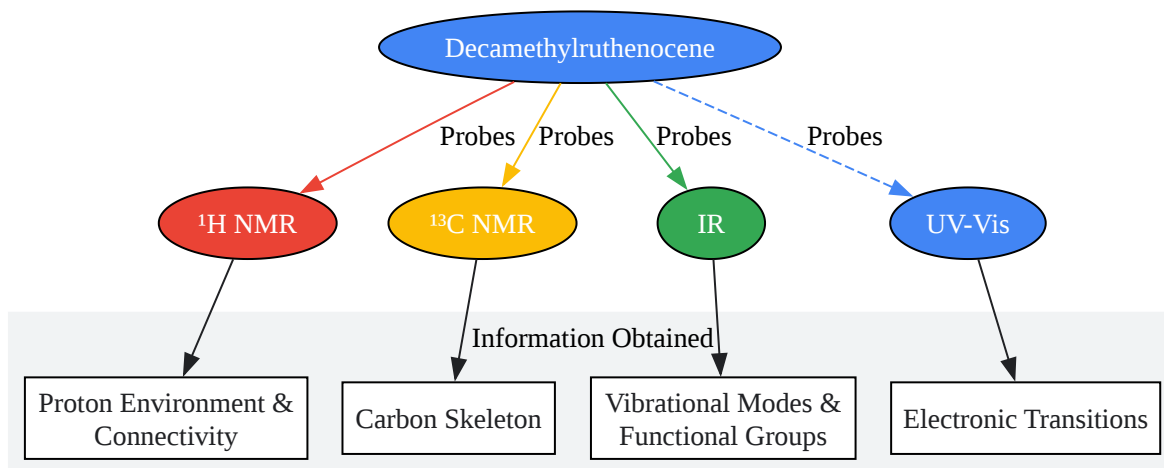 Decamethylruthenocene
Probes
Probes
Probes
Probes
¹H NMR
¹³C NMR
IR
UV-Vis
Information Obtained
Proton Environment &
Connectivity
Carbon Skeleton
Vibrational Modes &
Functional Groups
Electronic Transitions